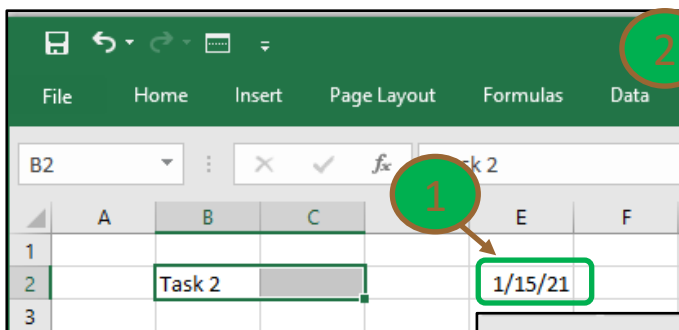 2
File Home Insert Page Layout Formulas Data
B2 fx k 2
1
A B C E F
1
2 Task 2 1/15/21
3